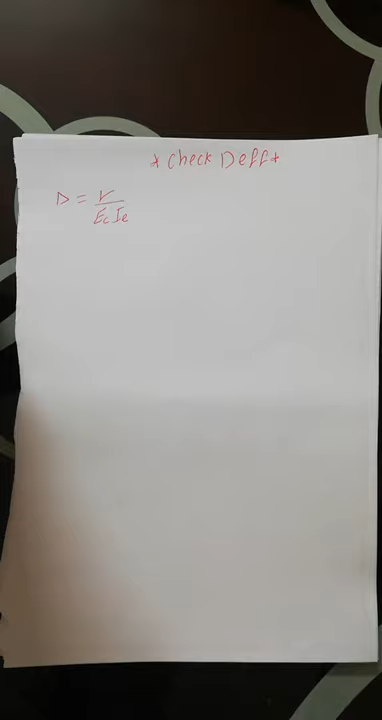 * Check Deff *
Δ = r / Ec Ie